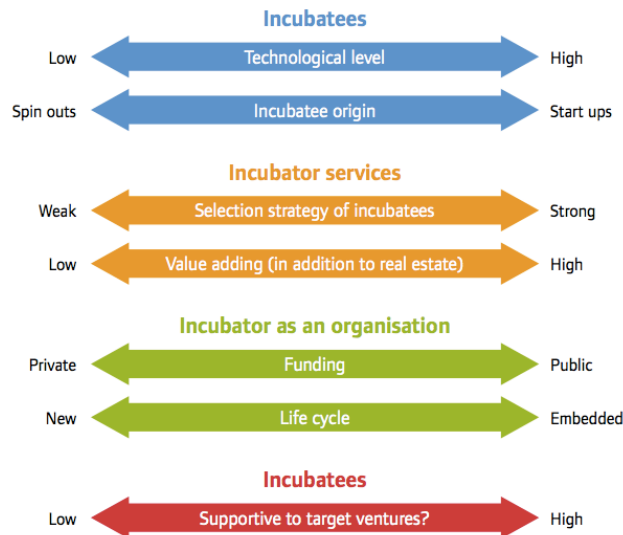 Incubatees
Low Technological level High
Spin outs Incubatee origin Start ups
Incubator services
Weak Selection strategy of incubatees Strong
Low Value adding (in addition to real estate) High
Incubator as an organisation
Private Funding Public
New Life cycle Embedded
Incubatees
Low Supportive to target ventures? High